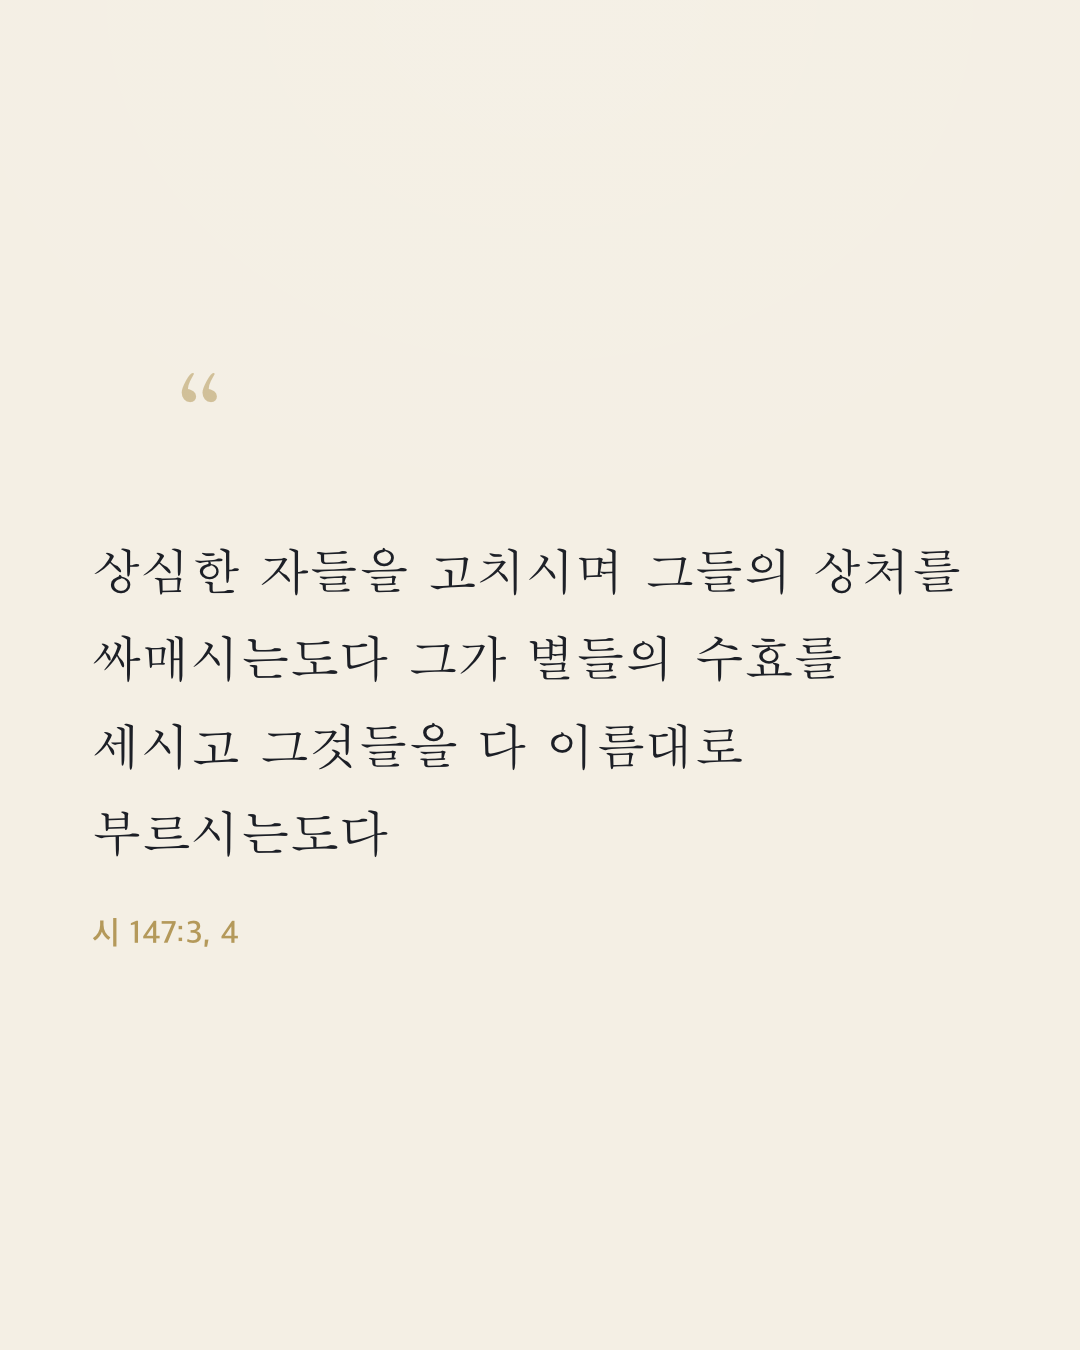 “
상심한 자들을 고치시며 그들의 상처를
싸매시는도다 그가 별들의 수효를
세시고 그것들을 다 이름대로
부르시는도다
시 147:3, 4